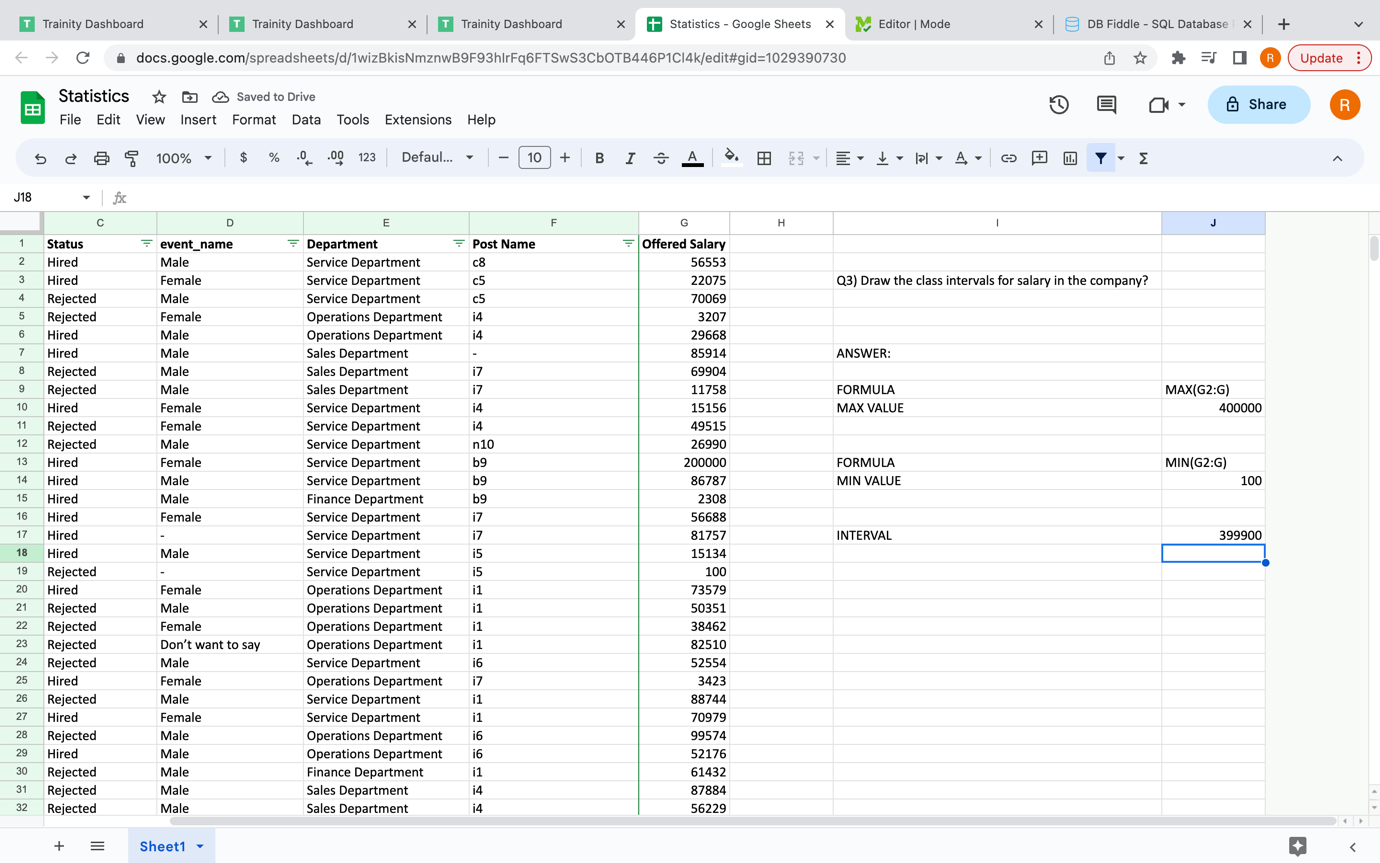 Trainity Dashboard Trainity Dashboard Trainity Dashboard Statistics - Google Sheets Editor | Mode DB Fiddle - SQL Database
docs.google.com/spreadsheets/d/1wizBkisNmznwB9F93hIrFq6FTSwS3CbOTB446P1Cl4k/edit#gid=1029390730 R Update
Statistics Saved to Drive Share R
File Edit View Insert Format Data Tools Extensions Help
100% $ % .0 .00 123 Defaul... 10 B I A
J18 fx
C D E F G H I J
1 Status event_name Department Post Name Offered Salary
2 Hired Male Service Department c8 56553
3 Hired Female Service Department c5 22075 Q3) Draw the class intervals for salary in the company?
4 Rejected Male Service Department c5 70069
5 Rejected Female Operations Department i4 3207
6 Hired Male Operations Department i4 29668
7 Hired Male Sales Department - 85914 ANSWER:
8 Rejected Male Sales Department i7 69904
9 Rejected Male Sales Department i7 11758 FORMULA MAX(G2:G)
10 Hired Female Service Department i4 15156 MAX VALUE 400000
11 Rejected Female Service Department i4 49515
12 Rejected Male Service Department n10 26990
13 Hired Female Service Department b9 200000 FORMULA MIN(G2:G)
14 Hired Male Service Department b9 86787 MIN VALUE 100
15 Hired Male Finance Department b9 2308
16 Hired Female Service Department i7 56688
17 Hired - Service Department i7 81757 INTERVAL 399900
18 Hired Male Service Department i5 15134
19 Rejected - Service Department i5 100
20 Hired Female Operations Department i1 73579
21 Rejected Male Operations Department i1 50351
22 Rejected Female Operations Department i1 38462
23 Rejected Don't want to say Operations Department i1 82510
24 Rejected Male Service Department i6 52554
25 Hired Female Operations Department i7 3423
26 Rejected Male Service Department i1 88744
27 Hired Female Service Department i1 70979
28 Rejected Male Operations Department i6 99574
29 Hired Male Operations Department i6 52176
30 Rejected Male Finance Department i1 61432
31 Rejected Male Sales Department i4 87884
32 Rejected Male Sales Department i4 56229
Sheet1